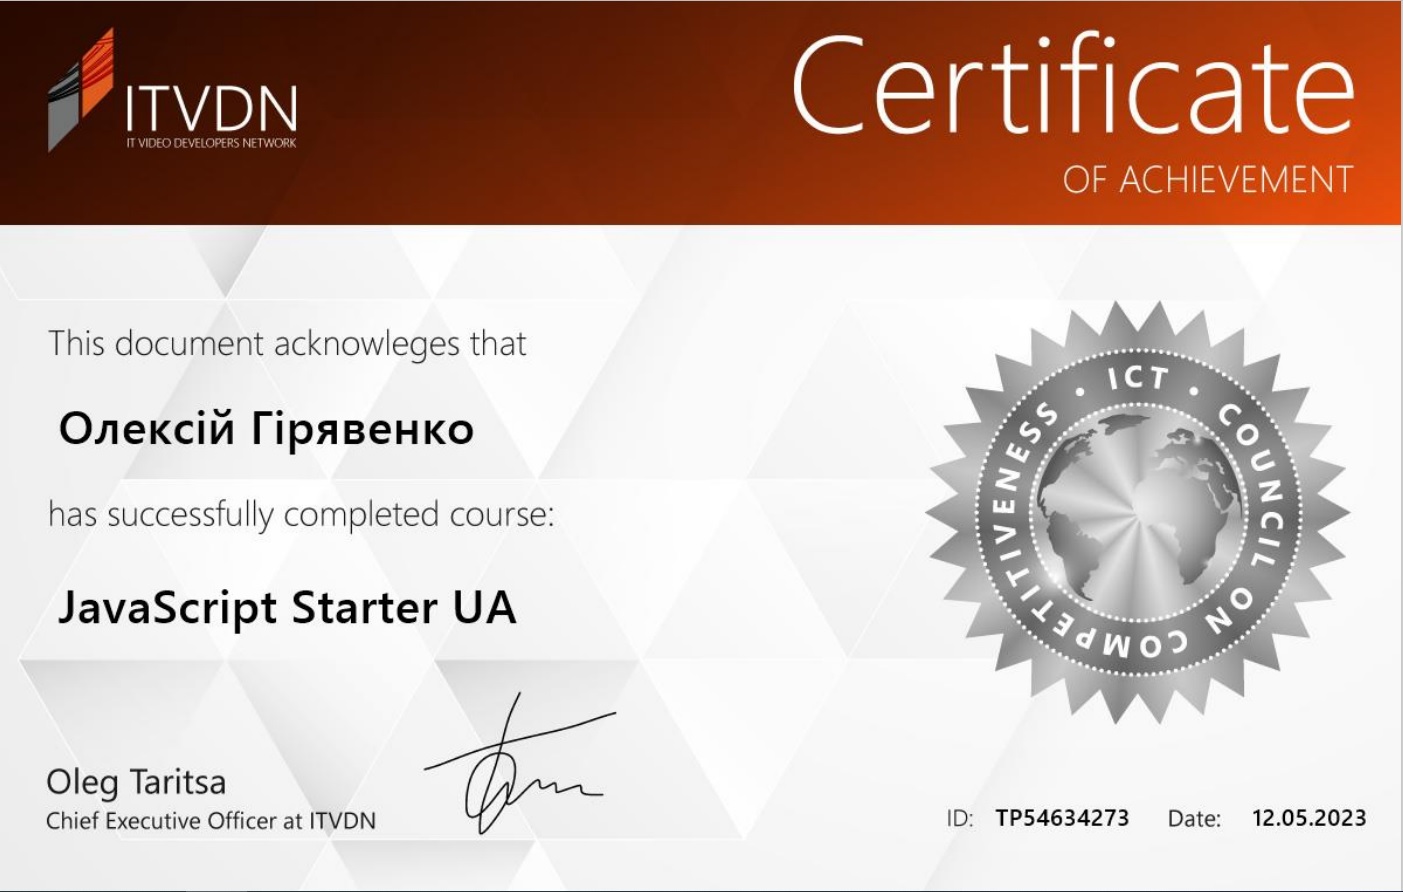 ITVDN
IT VIDEO DEVELOPERS NETWORK
Certificate
OF ACHIEVEMENT
This document acknowleges that
Олексій Гірявенко
has successfully completed course:
JavaScript Starter UA
ICT • COUNCIL ON COMPETITIVENESS •
Oleg Taritsa
Chief Executive Officer at ITVDN
ID: TP54634273 Date: 12.05.2023